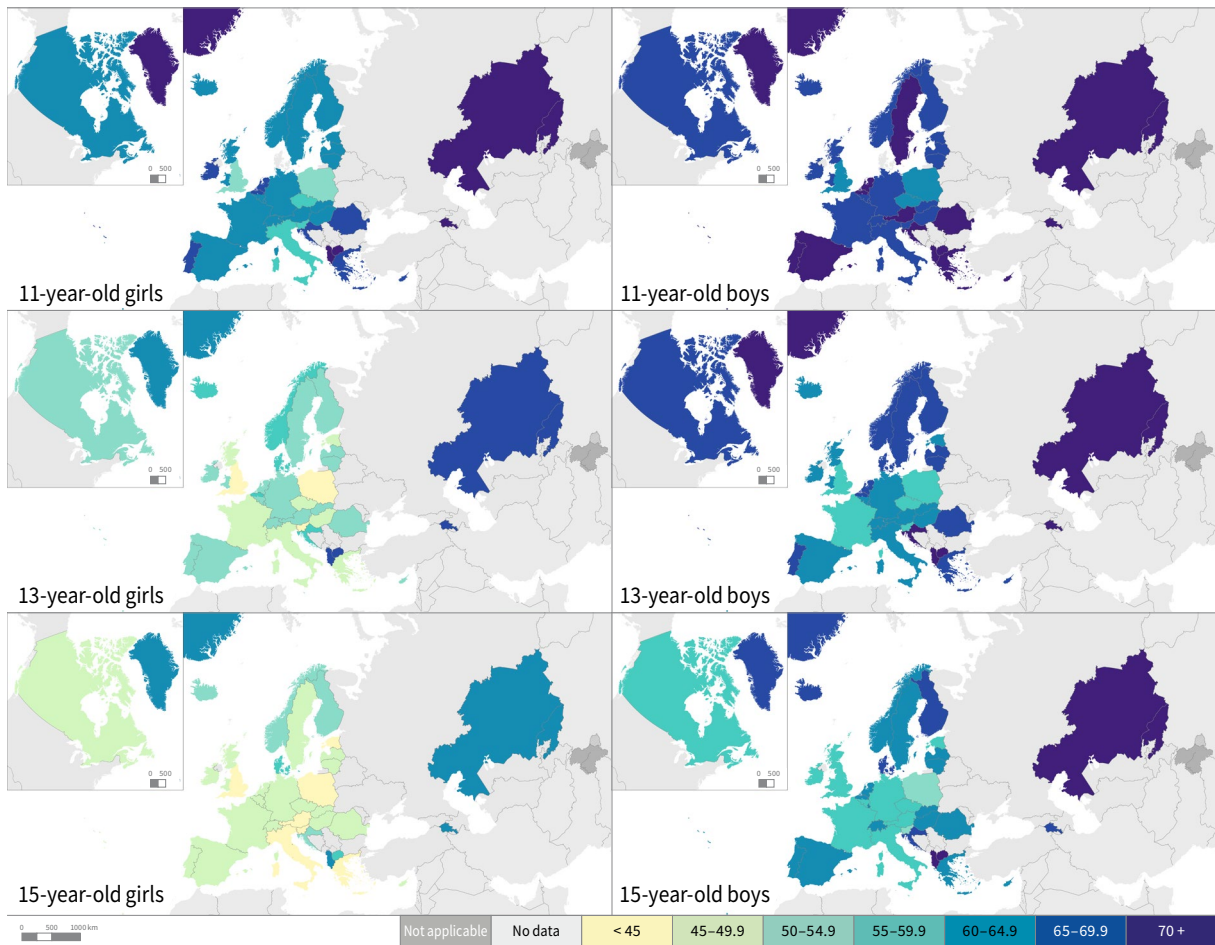 0 500
0 500
11-year-old girls
11-year-old boys
0 500
0 500
13-year-old girls
13-year-old boys
0 500
0 500
15-year-old girls
15-year-old boys
0 500 1000 km
Not applicable No data < 45 45–49.9 50–54.9 55–59.9 60–64.9 65–69.9 70 +